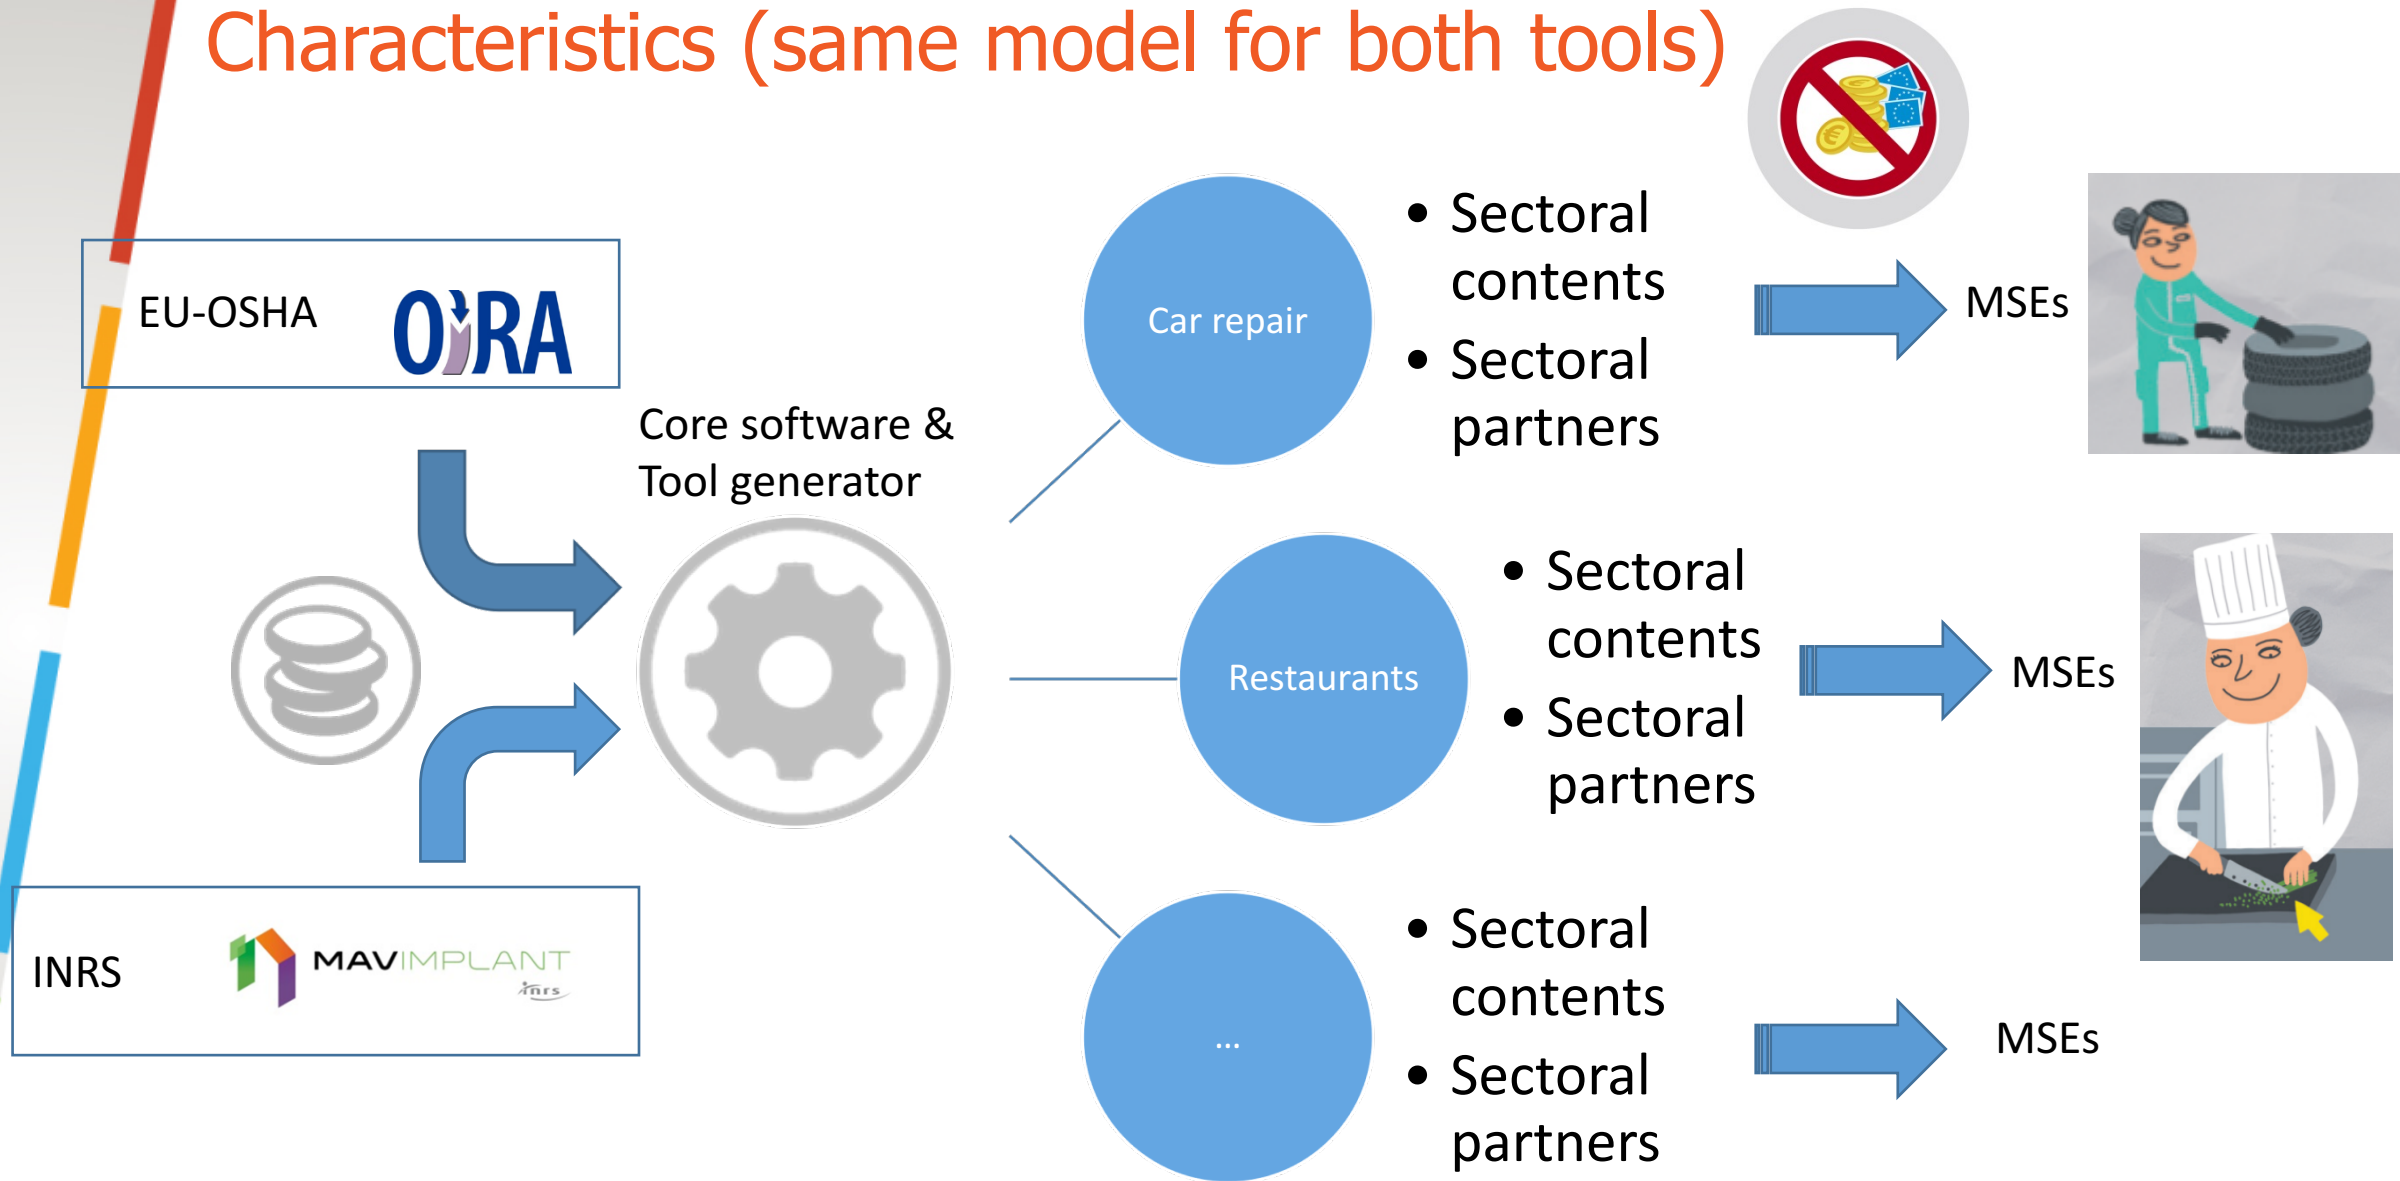 Characteristics (same model for both tools)
EU-OSHA
OiRA
Core software &
Tool generator
INRS
MAVIMPLANT
inrs
Car repair
• Sectoral
contents
• Sectoral
partners
MSEs
Restaurants
• Sectoral
contents
• Sectoral
partners
MSEs
...
• Sectoral
contents
• Sectoral
partners
MSEs